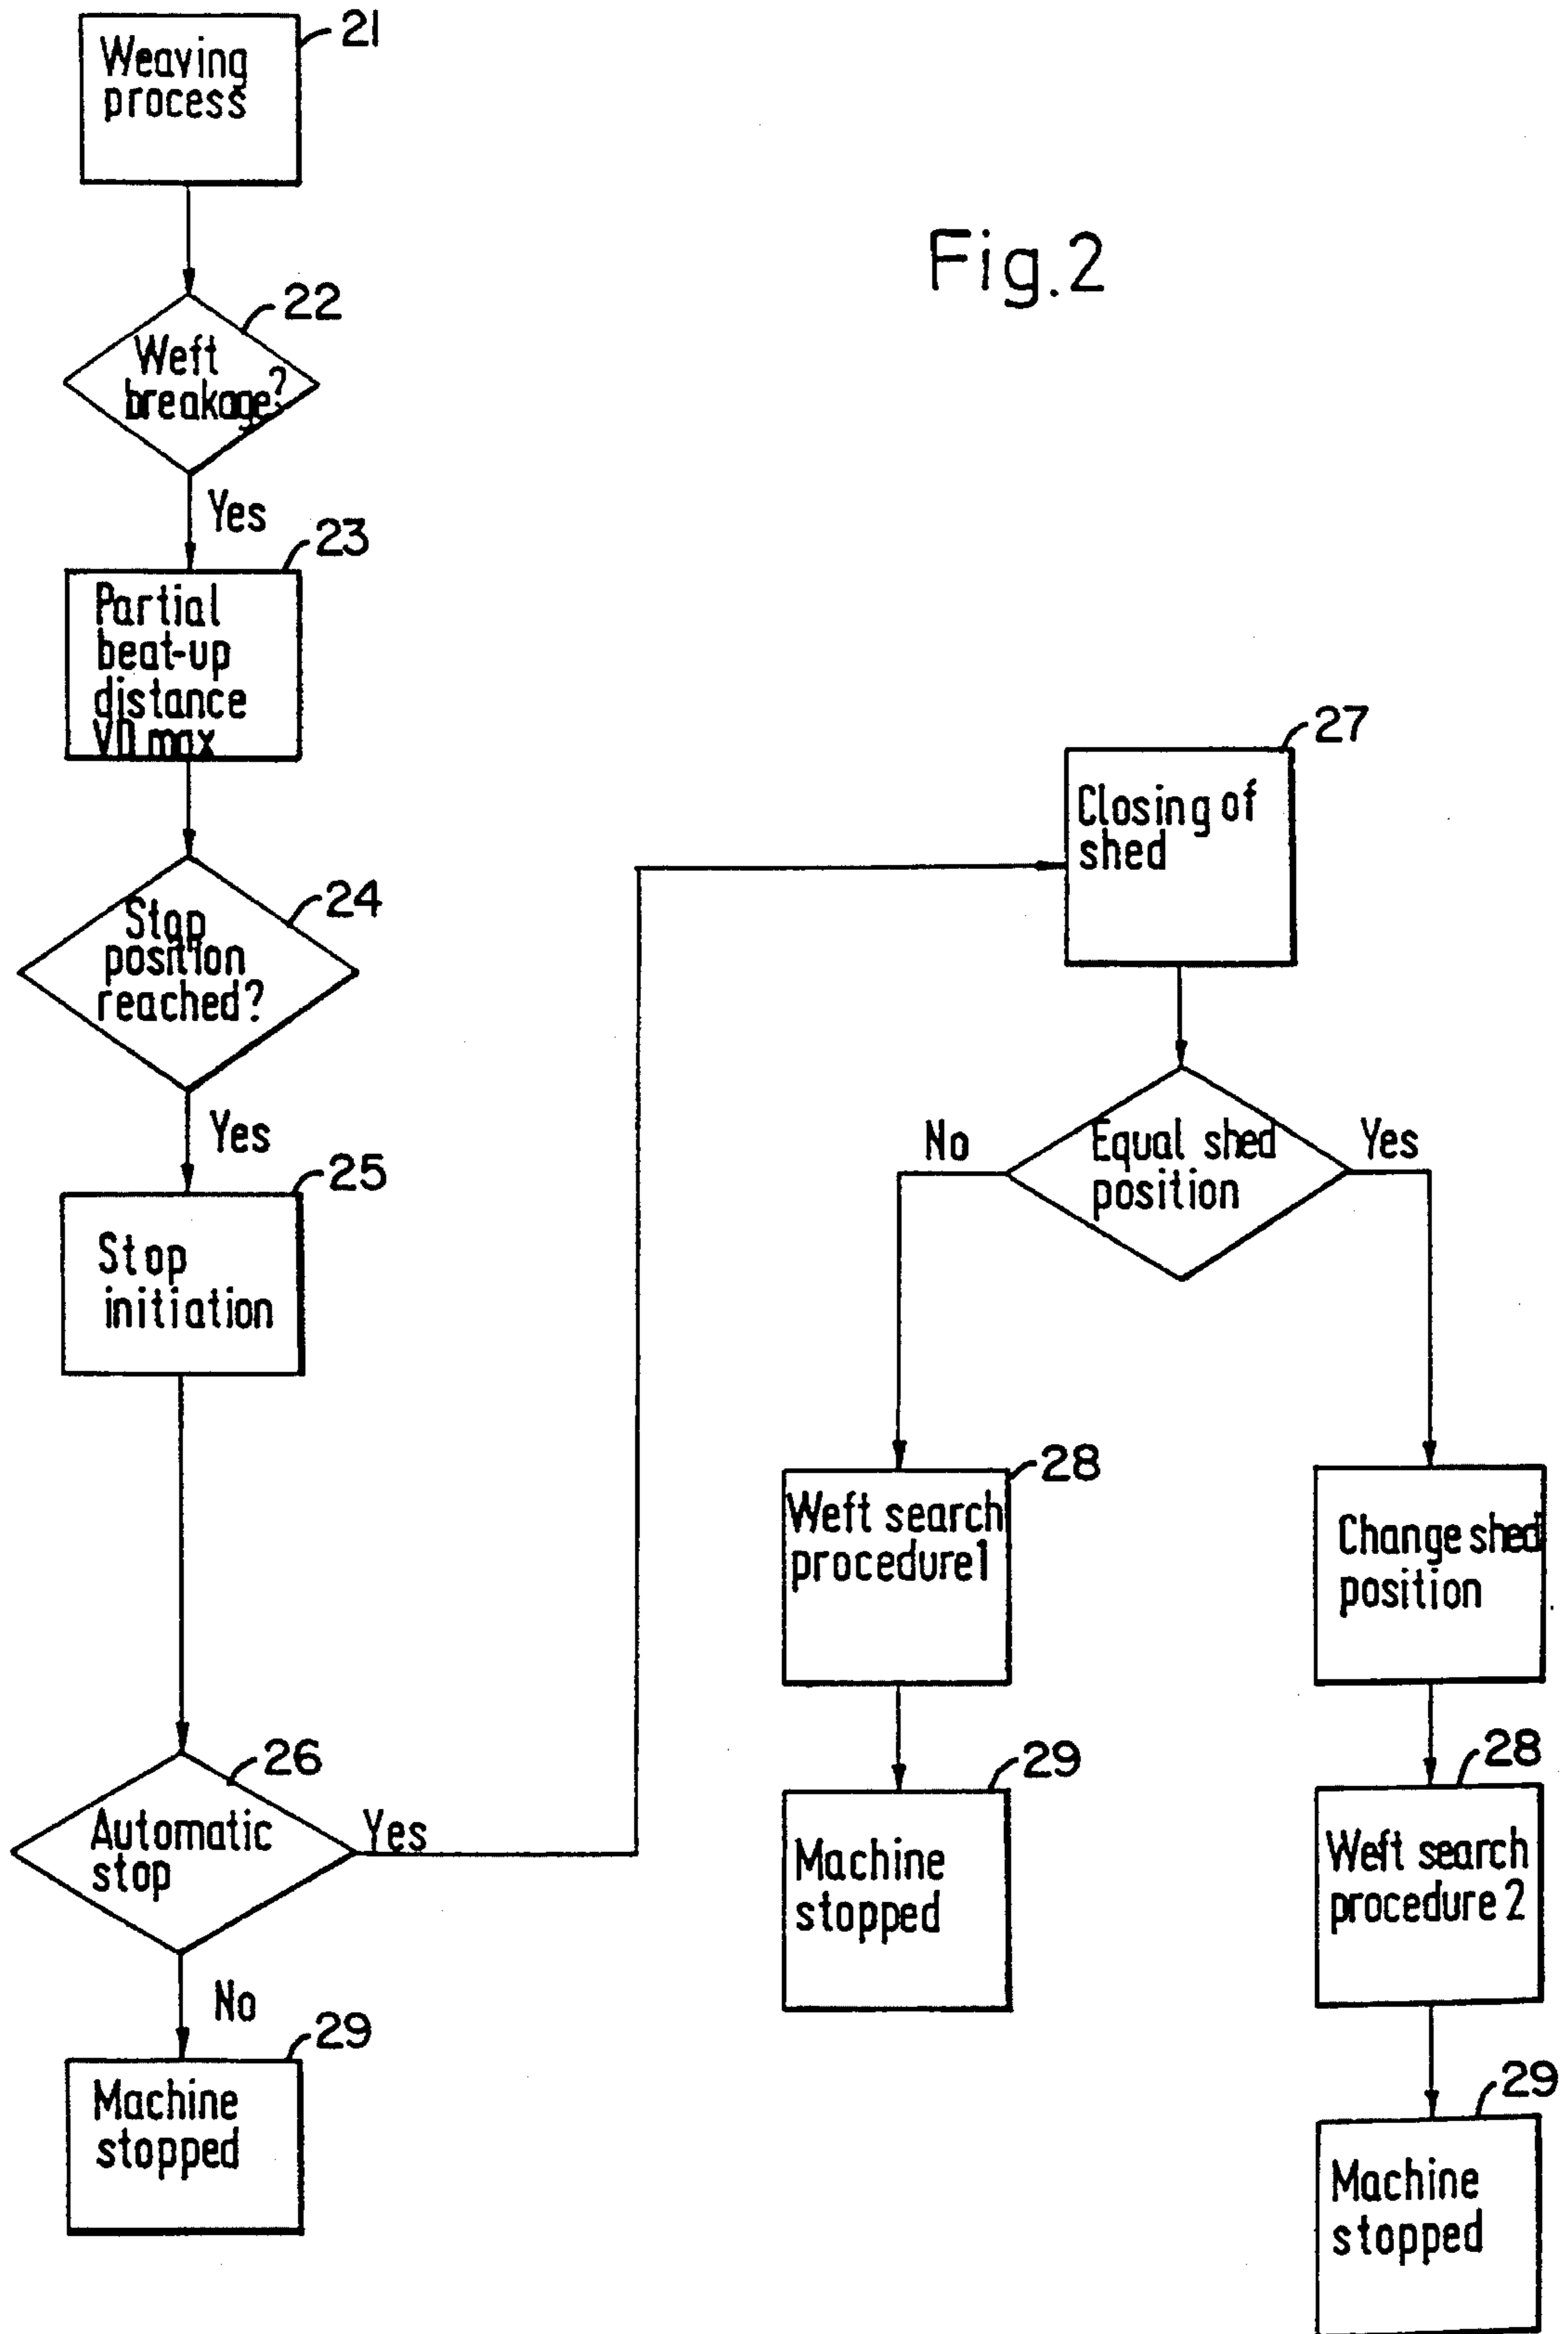 21
Weaving
process
Fig.2
22
Weft
breakage?
Yes
23
Partial
beat-up
distance
VD max
24
Stop
position
reached?
Yes
25
Stop
initiation
26
Automatic
stop
Yes
No
29
Machine
stopped
27
Closing of
shed
Equal shed
position
No
Yes
28
Weft search
procedure 1
29
Machine
stopped
Change shed
position
28
Weft search
procedure 2
29
Machine
stopped